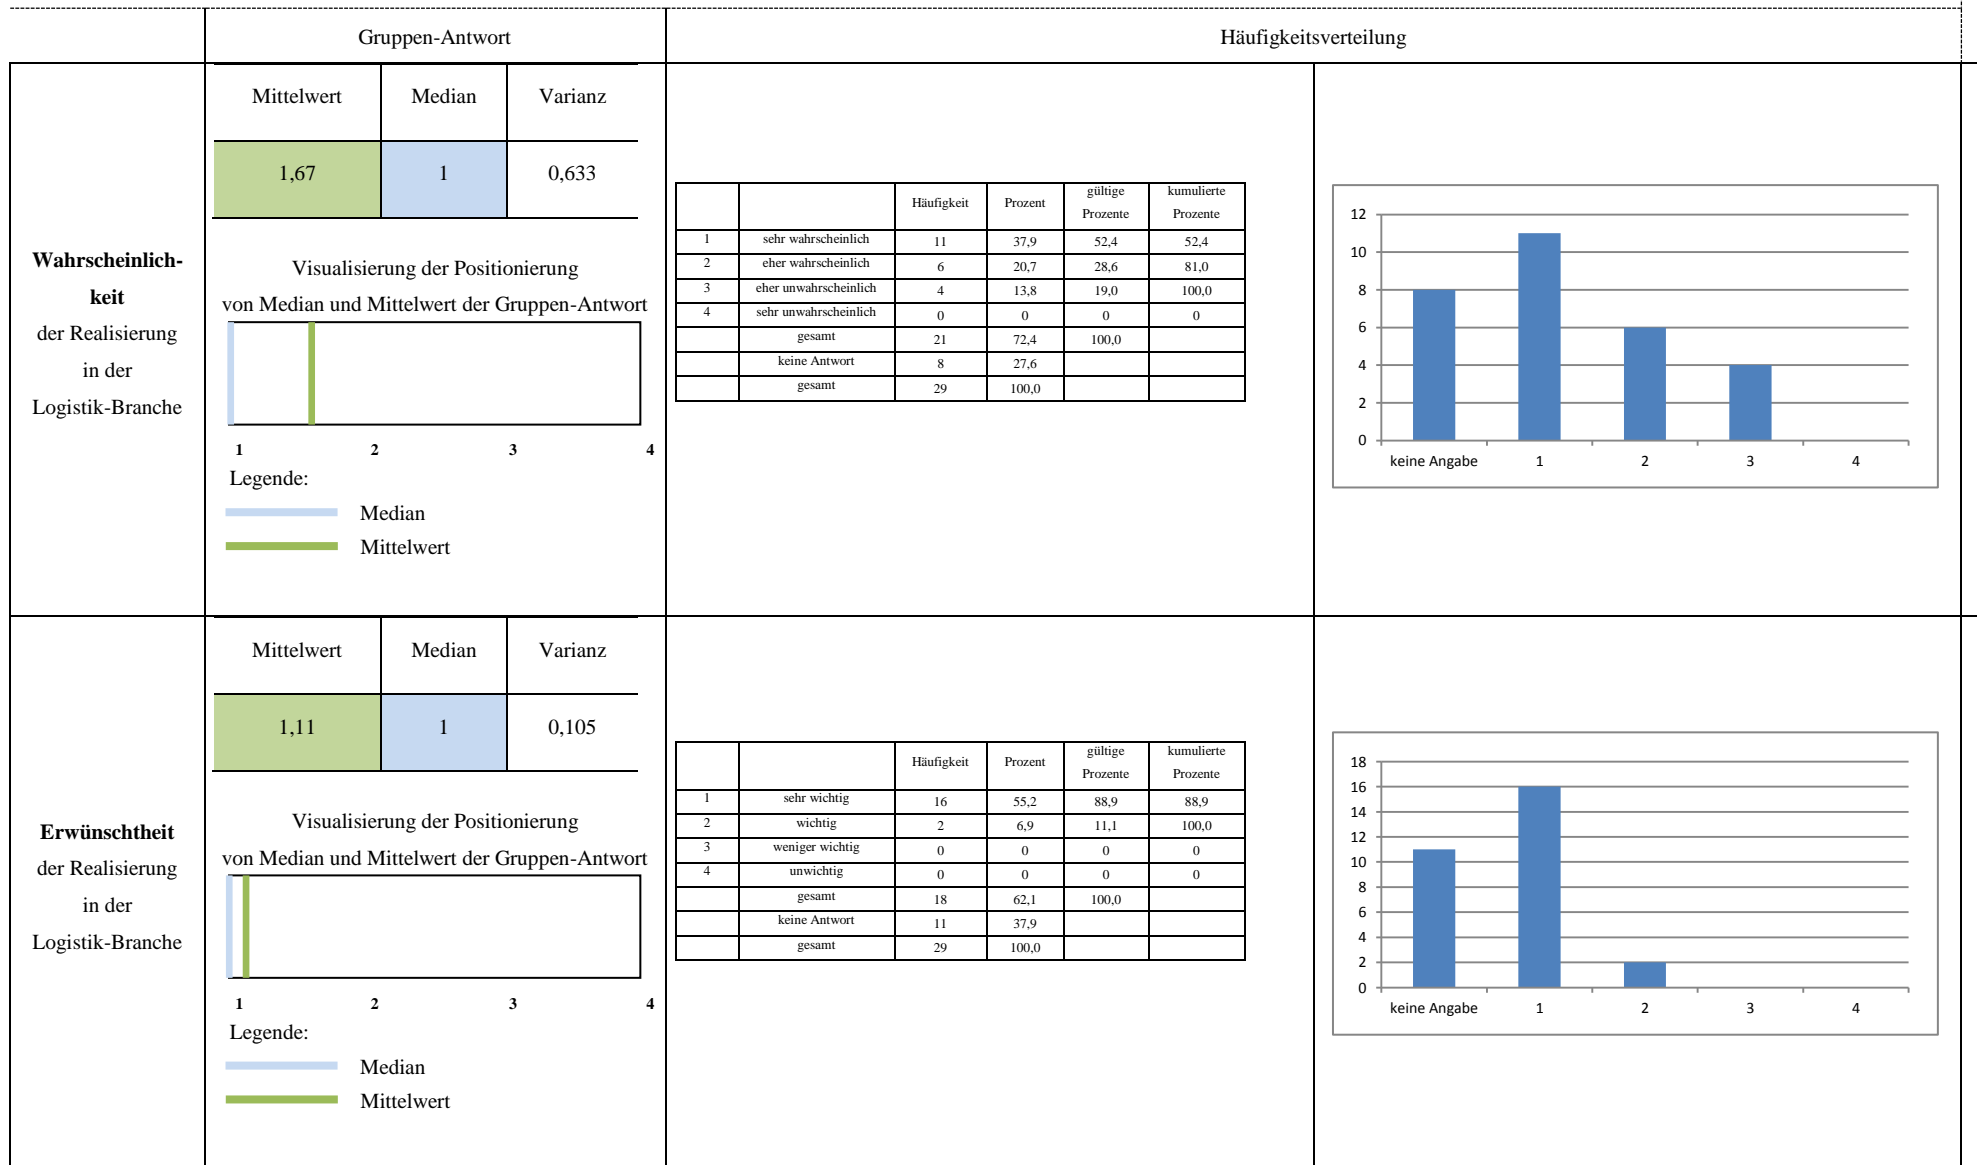 Gruppen-Antwort
Häufigkeitsverteilung
Wahrscheinlich-
keit
der Realisierung
in der
Logistik-Branche
Mittelwert Median Varianz
1,67 1 0,633
Visualisierung der Positionierung
von Median und Mittelwert der Gruppen-Antwort
1 2 3 4
Legende:
Median
Mittelwert
Häufigkeit Prozent gültige Prozente kumulierte Prozente
1 sehr wahrscheinlich 11 37,9 52,4 52,4
2 eher wahrscheinlich 6 20,7 28,6 81,0
3 eher unwahrscheinlich 4 13,8 19,0 100,0
4 sehr unwahrscheinlich 0 0 0 0
gesamt 21 72,4 100,0
keine Antwort 8 27,6
gesamt 29 100,0
12
10
8
6
4
2
0
keine Angabe 1 2 3 4
Erwünschtheit
der Realisierung
in der
Logistik-Branche
Mittelwert Median Varianz
1,11 1 0,105
Visualisierung der Positionierung
von Median und Mittelwert der Gruppen-Antwort
1 2 3 4
Legende:
Median
Mittelwert
Häufigkeit Prozent gültige Prozente kumulierte Prozente
1 sehr wichtig 16 55,2 88,9 88,9
2 wichtig 2 6,9 11,1 100,0
3 weniger wichtig 0 0 0 0
4 unwichtig 0 0 0 0
gesamt 18 62,1 100,0
keine Antwort 11 37,9
gesamt 29 100,0
18
16
14
12
10
8
6
4
2
0
keine Angabe 1 2 3 4